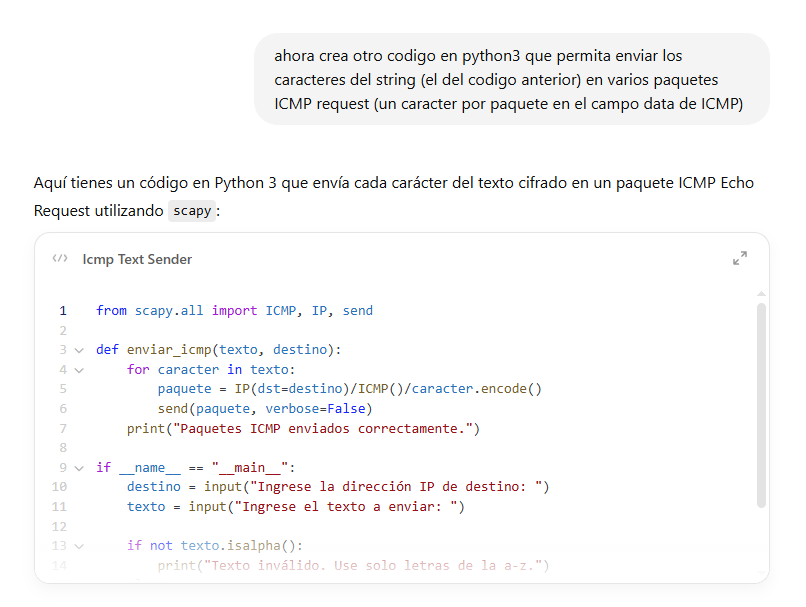 ahora crea otro codigo en python3 que permita enviar los
caracteres del string (el del codigo anterior) en varios paquetes
ICMP request (un caracter por paquete en el campo data de ICMP)
Aquí tienes un código en Python 3 que envía cada carácter del texto cifrado en un paquete ICMP Echo
Request utilizando scapy:
</> Icmp Text Sender
1 from scapy.all import ICMP, IP, send
2
3 def enviar_icmp(texto, destino):
4     for caracter in texto:
5         paquete = IP(dst=destino)/ICMP()/caracter.encode()
6         send(paquete, verbose=False)
7     print("Paquetes ICMP enviados correctamente.")
8
9 if __name__ == "__main__":
10     destino = input("Ingrese la dirección IP de destino: ")
11     texto = input("Ingrese el texto a enviar: ")
12
13     if not texto.isalpha():
14         print("Texto inválido. Use solo letras de la a-z.")